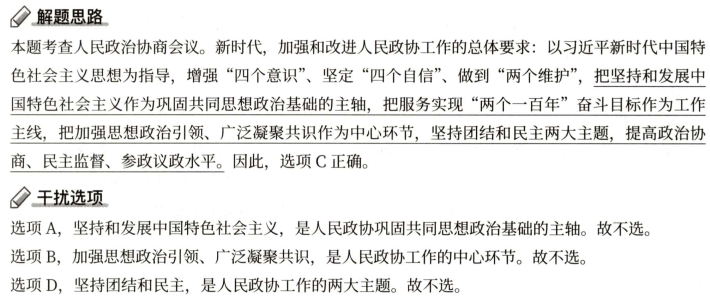 解题思路
本题考查人民政治协商会议。新时代，加强和改进人民政协工作的总体要求：以习近平新时代中国特
色社会主义思想为指导，增强“四个意识”、坚定“四个自信”、做到“两个维护”，把坚持和发展中
国特色社会主义作为巩固共同思想政治基础的主轴，把服务实现“两个一百年”奋斗目标作为工作
主线，把加强思想政治引领、广泛凝聚共识作为中心环节，坚持团结和民主两大主题，提高政治协
商、民主监督、参政议政水平。因此，选项 C 正确。
干扰选项
选项 A，坚持和发展中国特色社会主义，是人民政协巩固共同思想政治基础的主轴。故不选。
选项 B，加强思想政治引领、广泛凝聚共识，是人民政协工作的中心环节。故不选。
选项 D，坚持团结和民主，是人民政协工作的两大主题。故不选。